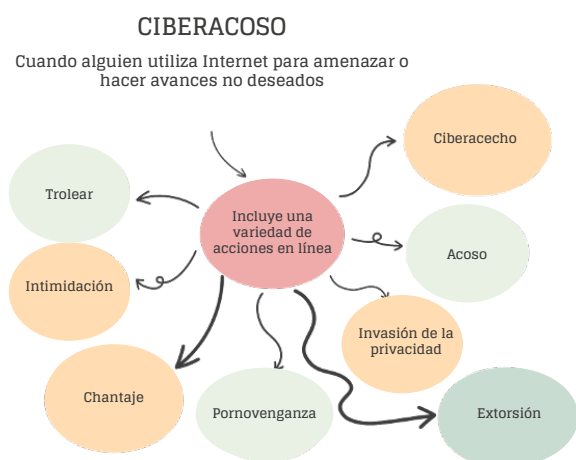 CIBERACOSO
Cuando alguien utiliza Internet para amenazar o
hacer avances no deseados
Ciberacecho
Trolear
Incluye una
variedad de
acciones en línea
Acoso
Intimidación
Invasión de la
privacidad
Chantaje
Pornovenganza
Extorsión